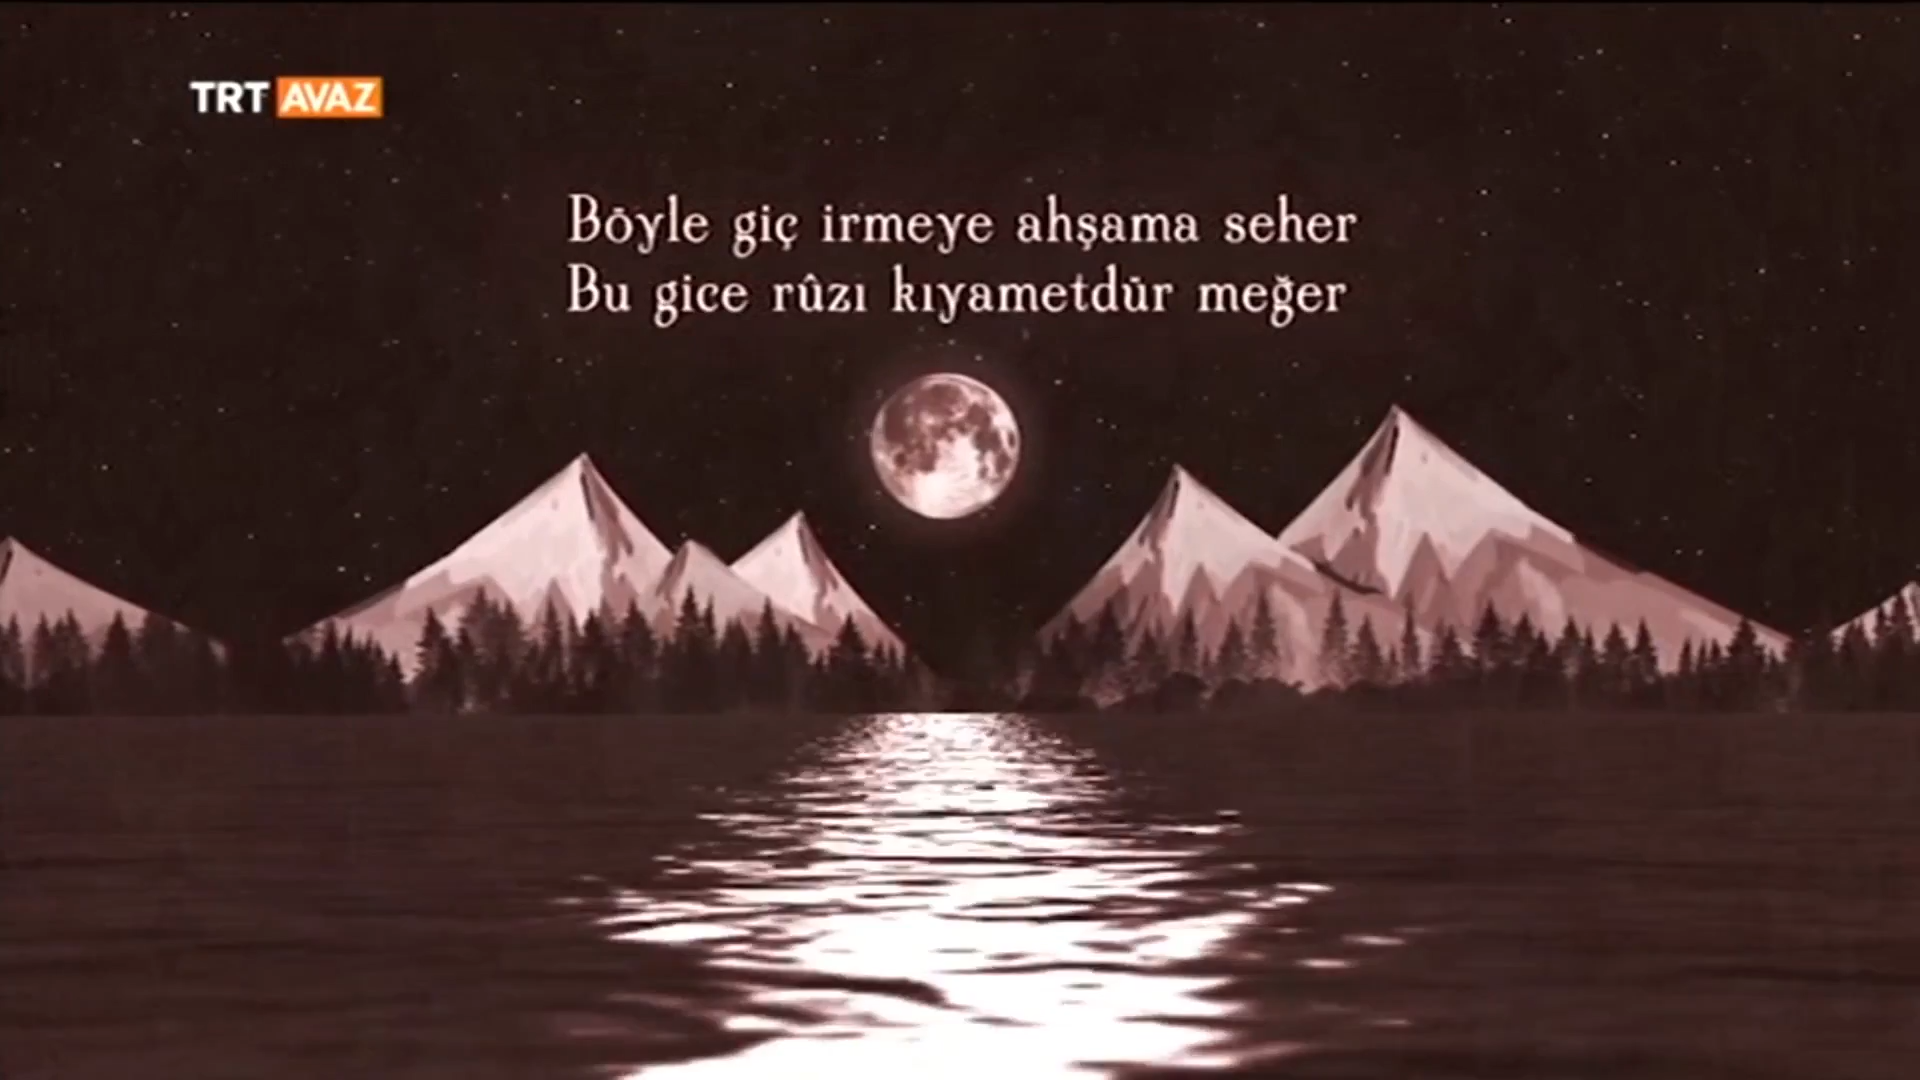 TRT AVAZ
Böyle giç irmeye ahşama seher
Bu gice rûzı kıyametdür meğer